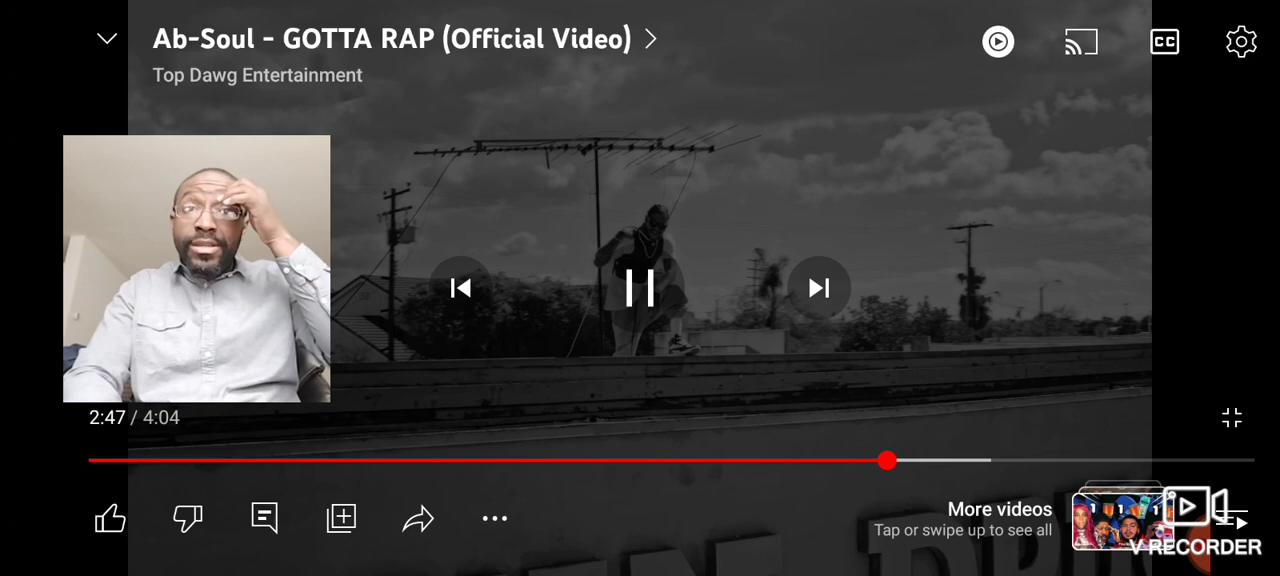 Ab-Soul - GOTTA RAP (Official Video)
Top Dawg Entertainment
CC
2:47 / 4:04
More videos
Tap or swipe up to see all
V RECORDER